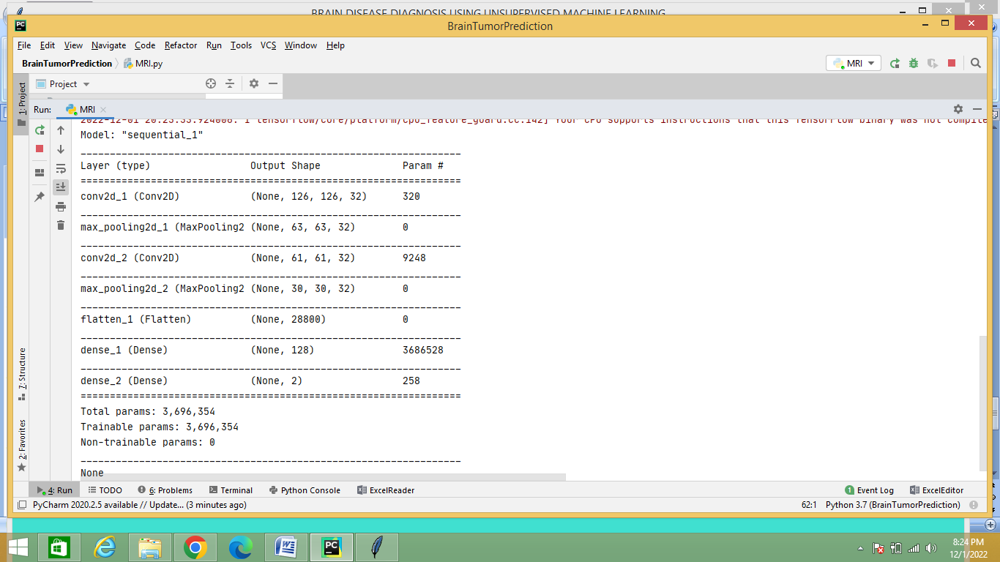 BRAIN DISEASE DIAGNOSIS USING UNSUPERVISED MACHINE LEARNING
BrainTumorPrediction
File Edit View Navigate Code Refactor Run Tools VCS Window Help
BrainTumorPrediction MRI.py MRI
Project
1: Project
Run: MRI
2022-12-01 20:23:33.924006: I tensorflow/core/platform/cpu_feature_guard.cc:142] Your CPU supports instructions that this TensorFlow binary was not compile
Model: "sequential_1"
_________________________________________________________________
Layer (type) Output Shape Param #
=================================================================
conv2d_1 (Conv2D) (None, 126, 126, 32) 320
_________________________________________________________________
max_pooling2d_1 (MaxPooling2 (None, 63, 63, 32) 0
_________________________________________________________________
conv2d_2 (Conv2D) (None, 61, 61, 32) 9248
_________________________________________________________________
max_pooling2d_2 (MaxPooling2 (None, 30, 30, 32) 0
_________________________________________________________________
flatten_1 (Flatten) (None, 28800) 0
_________________________________________________________________
dense_1 (Dense) (None, 128) 3686528
_________________________________________________________________
dense_2 (Dense) (None, 2) 258
=================================================================
Total params: 3,696,354
Trainable params: 3,696,354
Non-trainable params: 0
_________________________________________________________________
None
7: Structure
2: Favorites
4: Run TODO 6: Problems Terminal Python Console ExcelReader 1 Event Log ExcelEditor
PyCharm 2020.2.5 available // Update... (3 minutes ago) 62:1 Python 3.7 (BrainTumorPrediction)
8:24 PM
12/1/2022